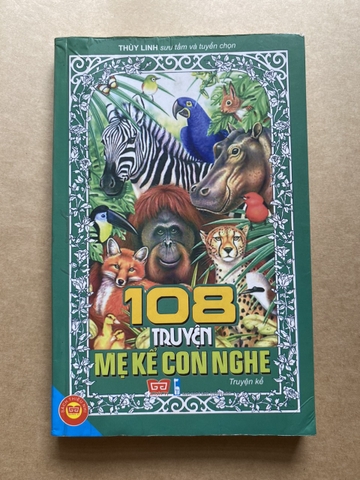 THÙY LINH sưu tầm và tuyển chọn
108
TRUYỆN
MẸ KỂ CON NGHE
Truyện kể